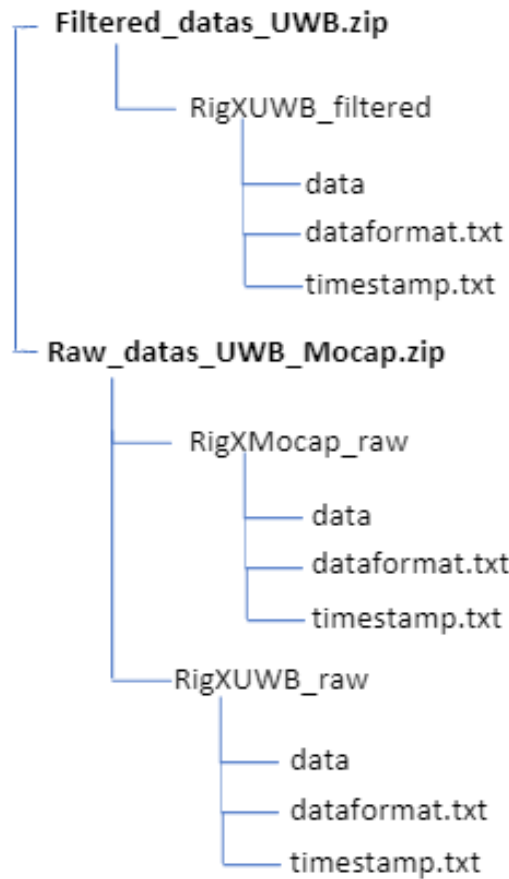 Filtered_datas_UWB.zip
RigXUWB_filtered
data
dataformat.txt
timestamp.txt
Raw_datas_UWB_Mocap.zip
RigXMocap_raw
data
dataformat.txt
timestamp.txt
RigXUWB_raw
data
dataformat.txt
timestamp.txt